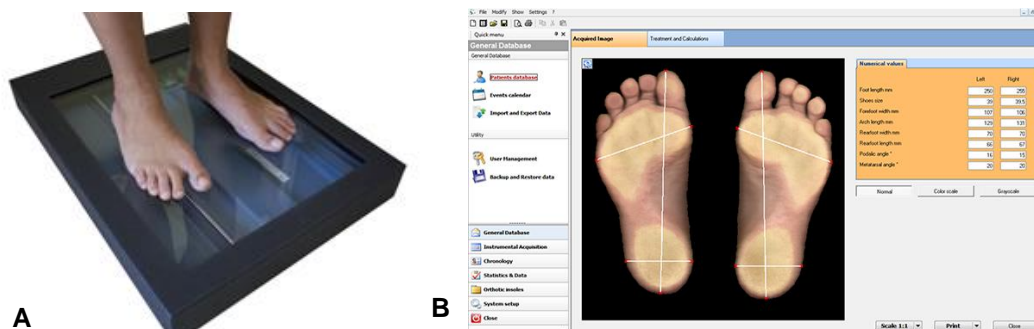 File Modify Show Settings ?
Quick menu
General Database
General Database
Patients database
Events calendar
Import and Export Data
Utility
User Management
Backup and Restore data
General Database
Instrumental Acquisition
Chronology
Statistics & Data
Orthotic insoles
System setup
Close
Acquired Image
Treatment and Calculations
Numerical values
Left Right
Foot length mm 250 255
Shoes size 39 39.5
Forefoot width mm 107 106
Arch length mm 129 131
Rearfoot width mm 70 70
Rearfoot length mm 66 67
Podalic angle ° 16 15
Metatarsal angle ° 20 20
Normal Color scale Grayscale
Scale 1:1 Print Close
A
B